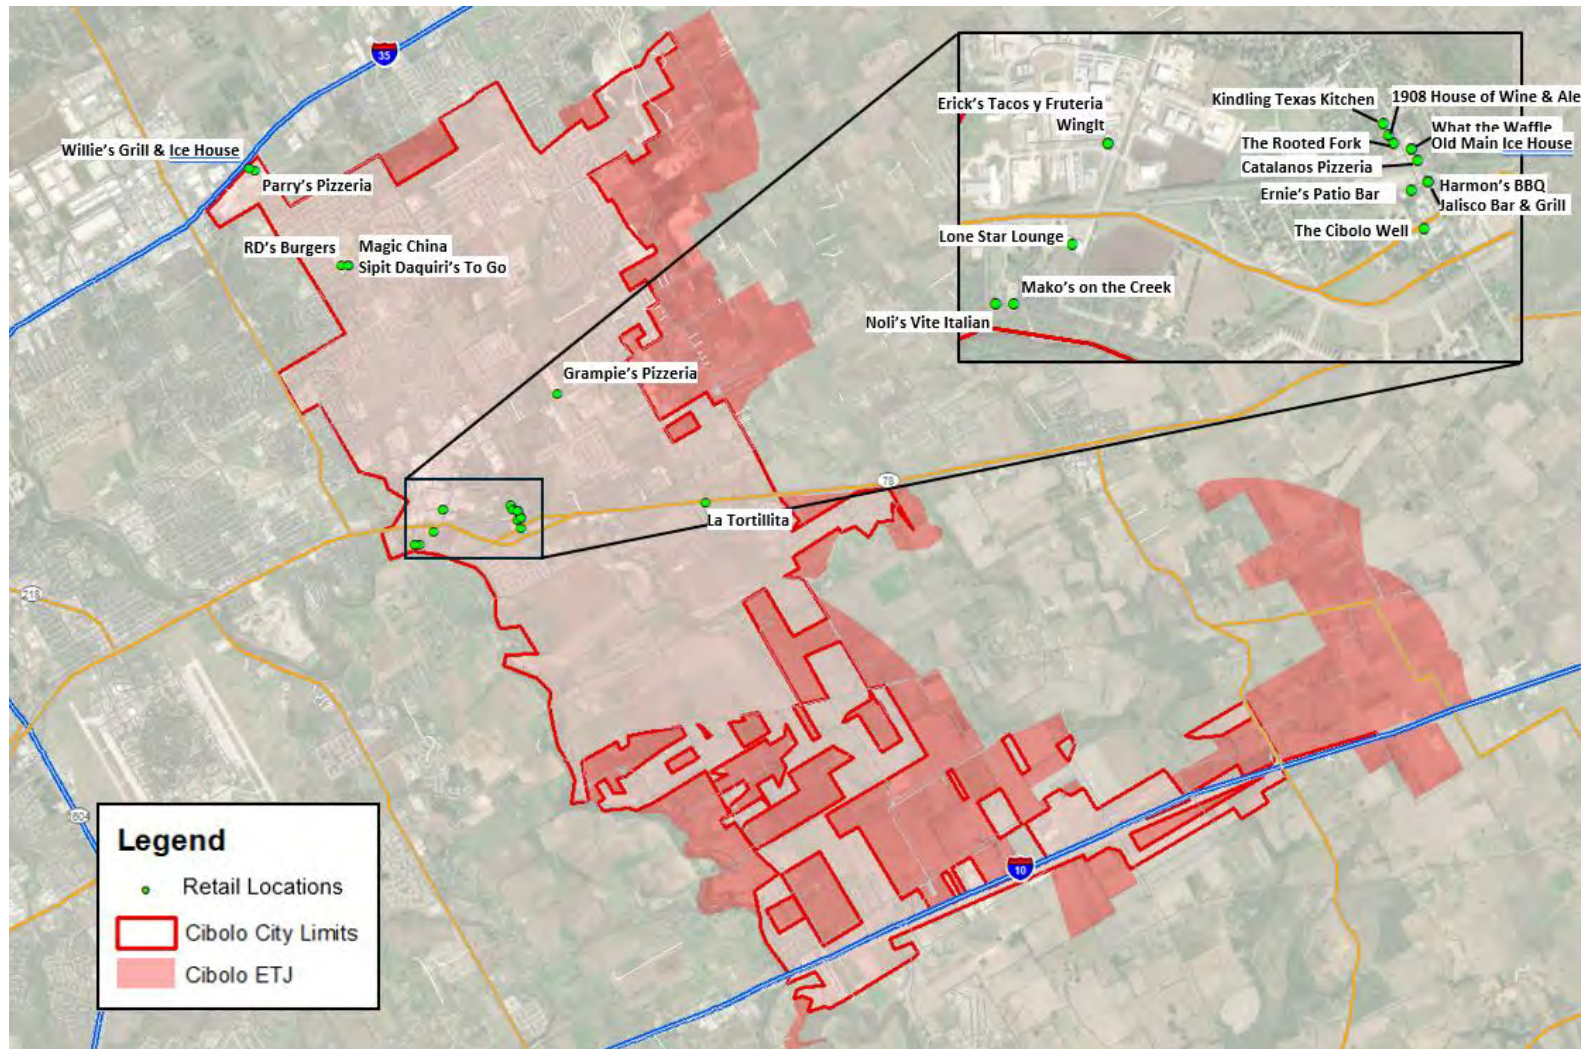 35
Willie's Grill & Ice House
Parry's Pizzeria
RD's Burgers
Magic China
Sipit Daquiri's To Go
Grampie's Pizzeria
La Tortillita
78
218
1604
10
Erick's Tacos y Fruteria
WingIt
Lone Star Lounge
Mako's on the Creek
Noli's Vite Italian
Kindling Texas Kitchen
1908 House of Wine & Ale
The Rooted Fork
What the Waffle
Old Main Ice House
Catalanos Pizzeria
Ernie's Patio Bar
Harmon's BBQ
Jalisco Bar & Grill
The Cibolo Well
Legend
Retail Locations
Cibolo City Limits
Cibolo ETJ